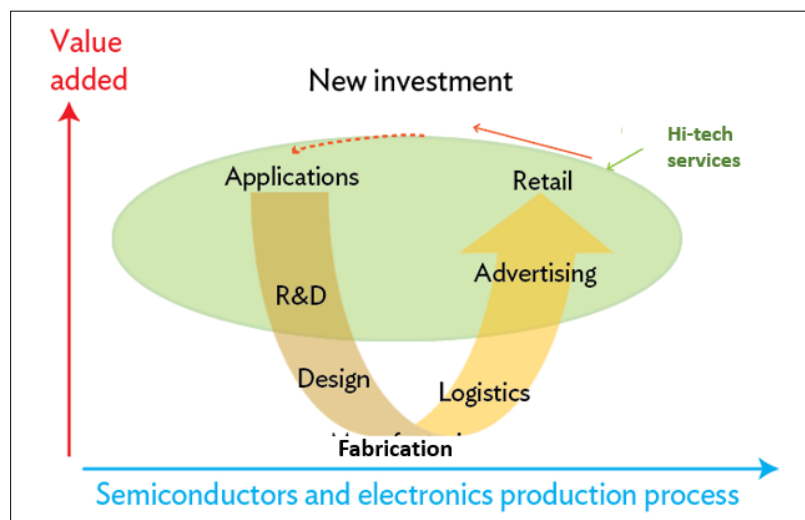 Value
added
New investment
Hi-tech
services
Applications
Retail
Advertising
R&D
Design
Logistics
Fabrication
Semiconductors and electronics production process